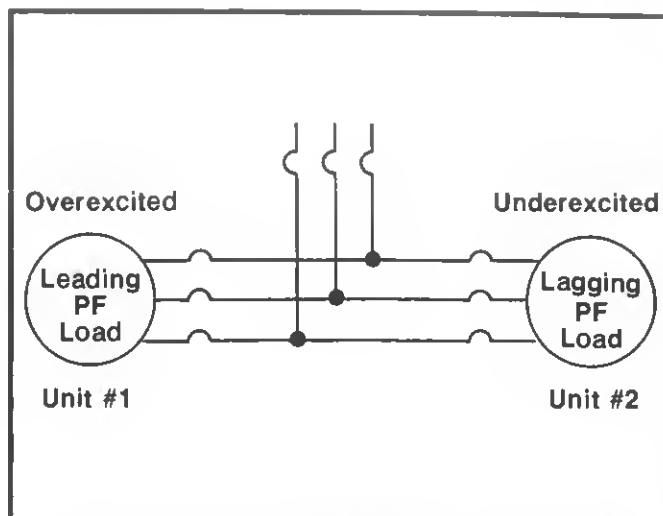 Overexcited
Underexcited
Leading
PF
Load
Lagging
PF
Load
Unit #1
Unit #2